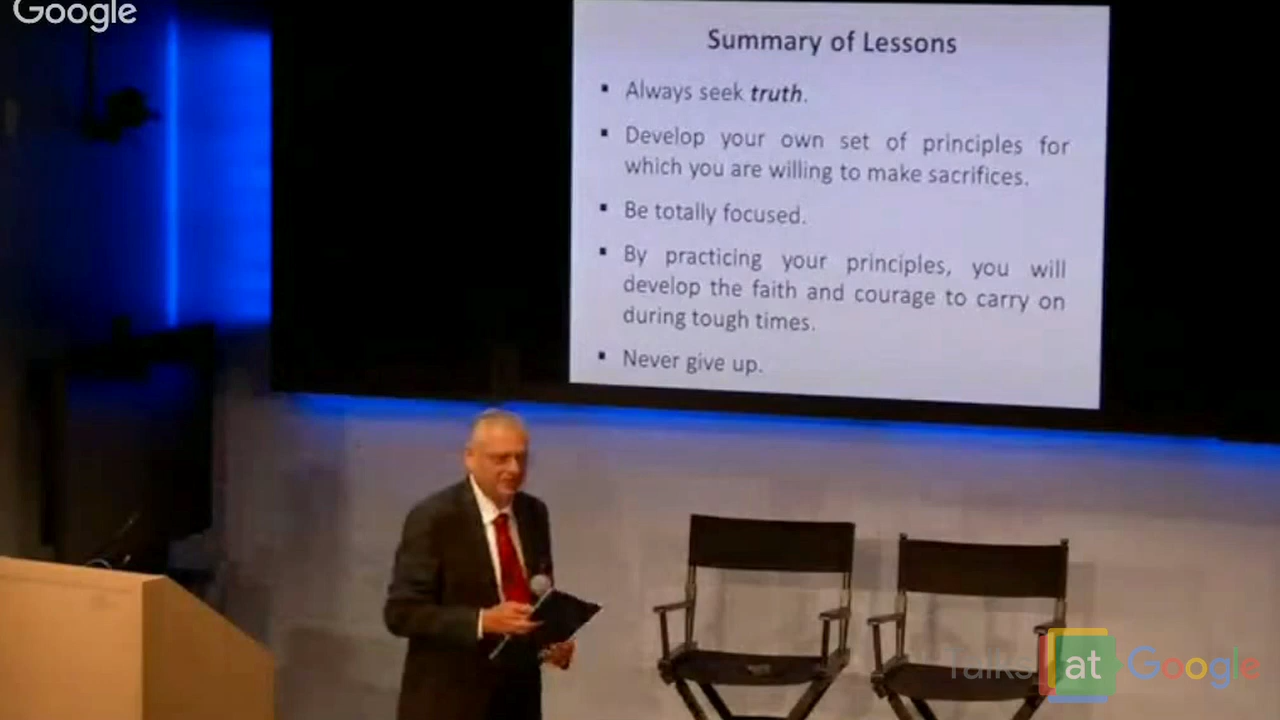 Google
Summary of Lessons
▪ Always seek truth.
▪ Develop your own set of principles for
which you are willing to make sacrifices.
▪ Be totally focused.
▪ By practicing your principles, you will
develop the faith and courage to carry on
during tough times.
▪ Never give up.
Talks at Google